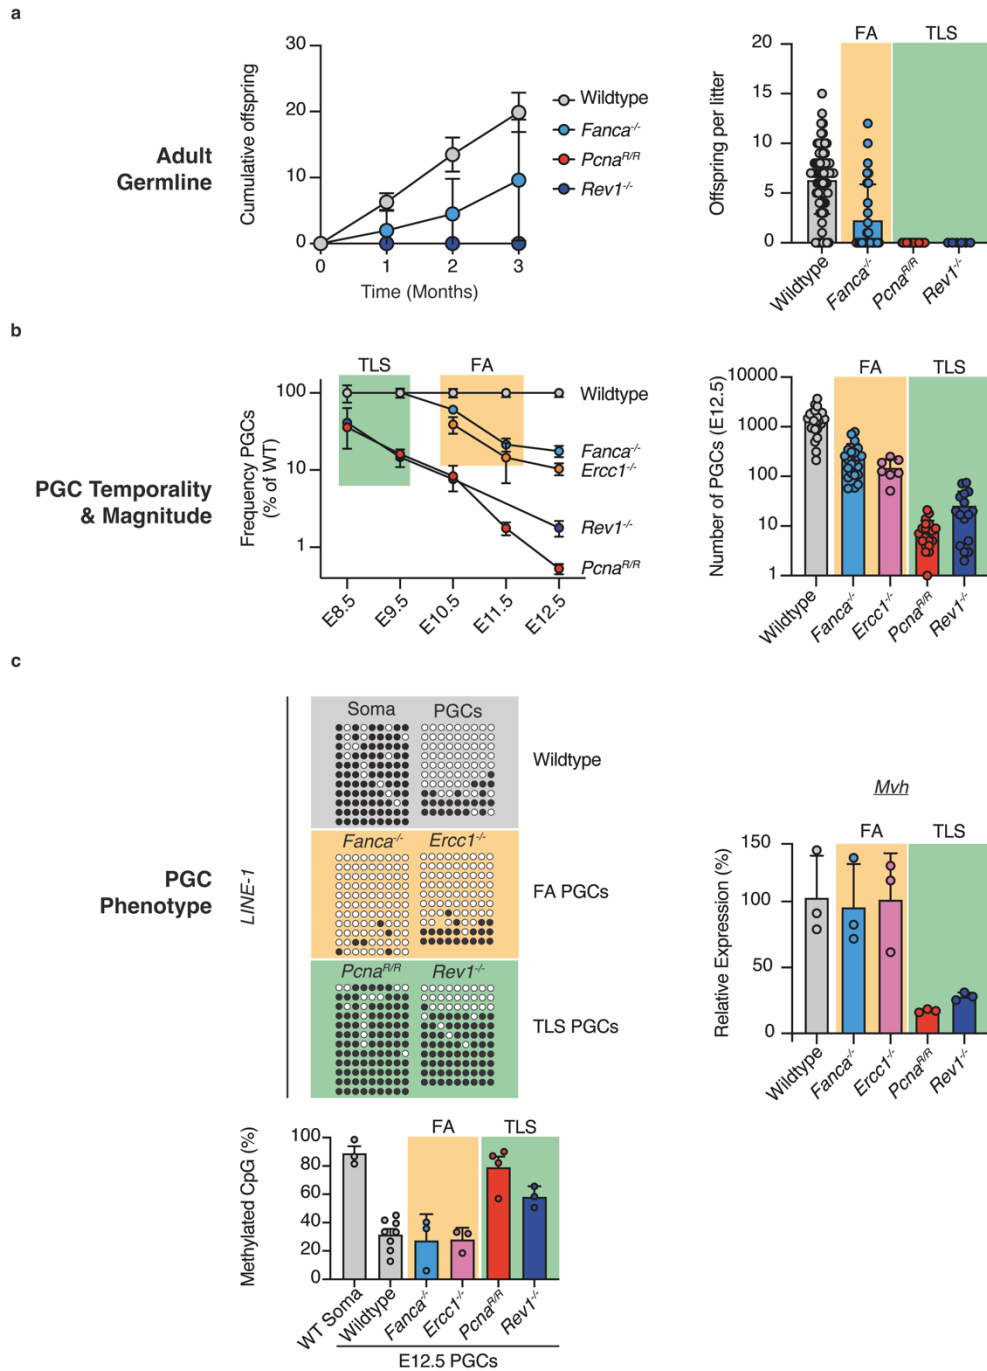 a
Adult
Germline
Cumulative offspring
30
20
10
0
0
1
2
3
Time (Months)
Wildtype
Fanca-/-
PcnaR/R
Rev1-/-
FA
TLS
Offspring per litter
20
15
10
5
0
Wildtype
Fanca-/-
PcnaR/R
Rev1-/-
b
PGC Temporality
& Magnitude
TLS
FA
Frequency PGCs
(% of WT)
100
10
1
Wildtype
Fanca-/-
Ercc1-/-
Rev1-/-
PcnaR/R
E8.5
E9.5
E10.5
E11.5
E12.5
FA
TLS
Number of PGCs (E12.5)
10000
1000
100
10
1
Wildtype
Fanca-/-
Ercc1-/-
PcnaR/R
Rev1-/-
c
PGC
Phenotype
LINE-1
Soma
PGCs
Wildtype
Fanca-/-
Ercc1-/-
FA PGCs
PcnaR/R
Rev1-/-
TLS PGCs
Mvh
FA
TLS
Relative Expression (%)
150
100
50
0
Wildtype
Fanca-/-
Ercc1-/-
PcnaR/R
Rev1-/-
FA
TLS
Methylated CpG (%)
100
80
60
40
20
0
WT Soma
Wildtype
Fanca-/-
Ercc1-/-
PcnaR/R
Rev1-/-
E12.5 PGCs